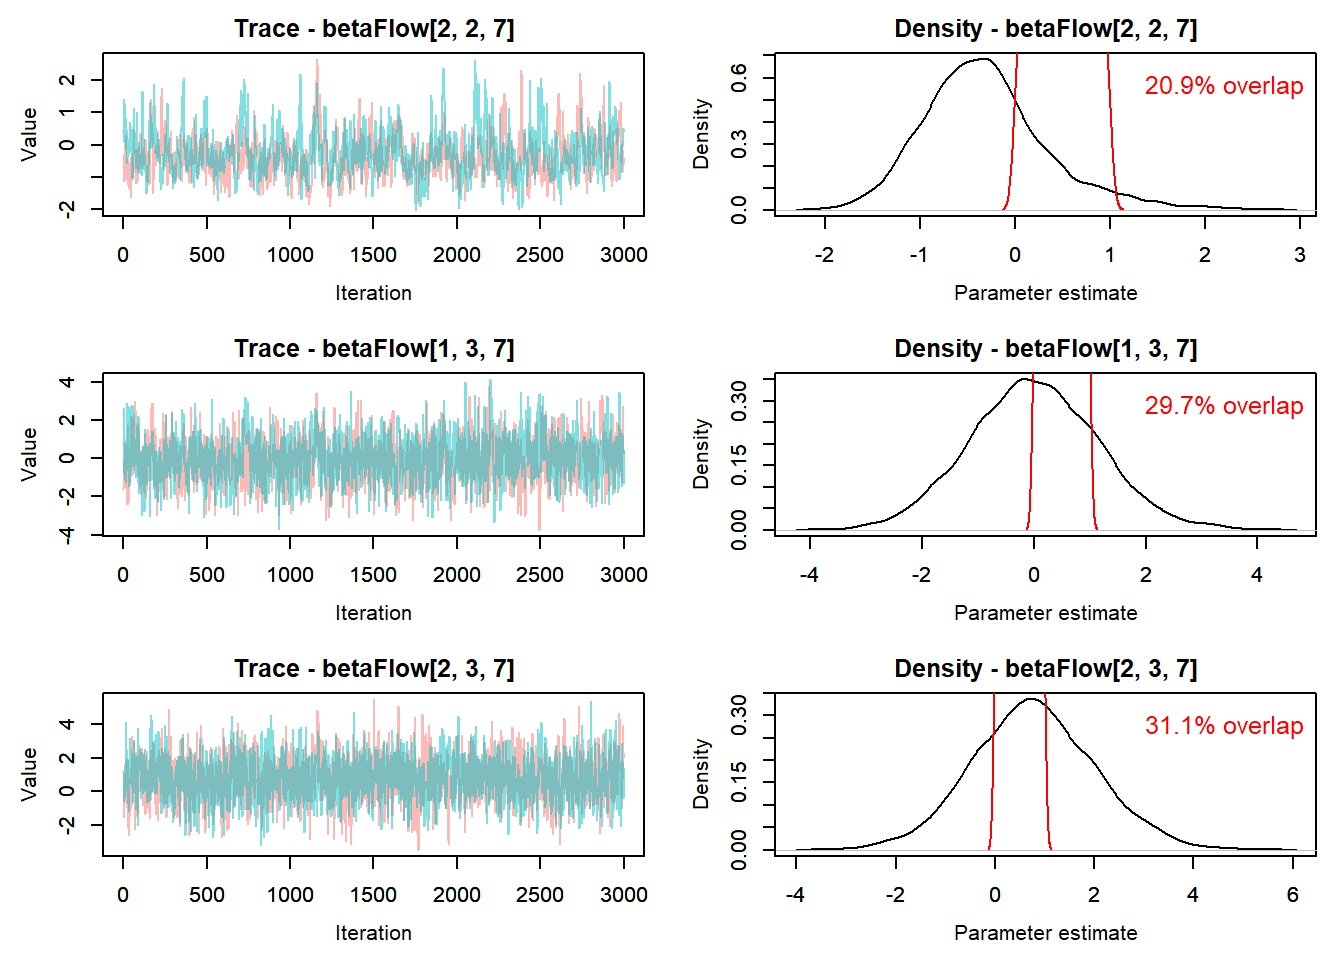 Trace - betaFlow[2, 2, 7]
Value
2
1
0
-2
0 500 1000 1500 2000 2500 3000
Iteration
Density - betaFlow[2, 2, 7]
20.9% overlap
Density
0.6
0.3
0.0
-2 -1 0 1 2 3
Parameter estimate
Trace - betaFlow[1, 3, 7]
Value
4
2
0
-2
-4
0 500 1000 1500 2000 2500 3000
Iteration
Density - betaFlow[1, 3, 7]
29.7% overlap
Density
0.30
0.15
0.00
-4 -2 0 2 4
Parameter estimate
Trace - betaFlow[2, 3, 7]
Value
4
2
0
-2
0 500 1000 1500 2000 2500 3000
Iteration
Density - betaFlow[2, 3, 7]
31.1% overlap
Density
0.30
0.15
0.00
-4 -2 0 2 4 6
Parameter estimate